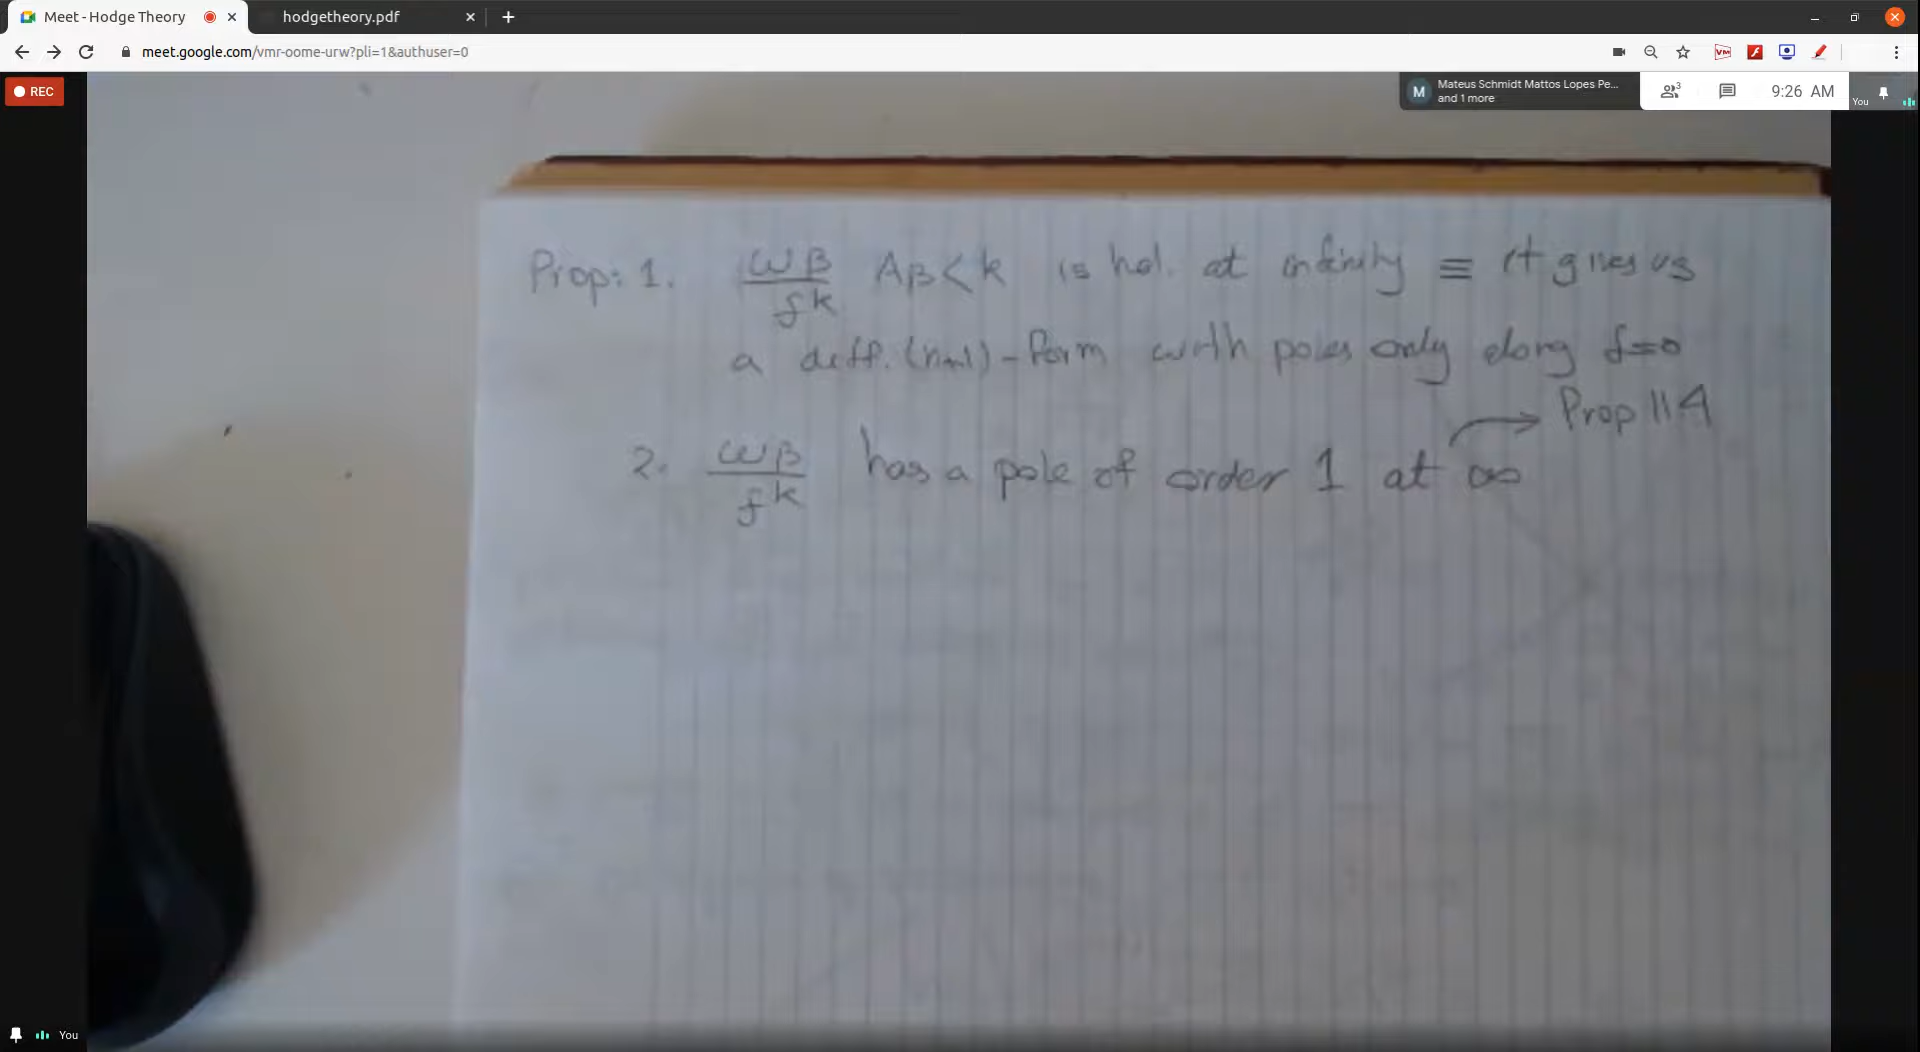 Meet - Hodge Theory
hodgetheory.pdf
meet.google.com/vmr-oome-urw?pli=1&authuser=0
REC
M Mateus Schmidt Mattos Lopes Pe...
and 1 more
3
9:26 AM
You
Prop: 1. ωβ/f^k Aβ<k is hol. at infinity ≡ it gives us
a diff. (n+1)-form with poles only along f=0
Prop 11.4
2. ωβ/f^k has a pole of order 1 at ∞
You